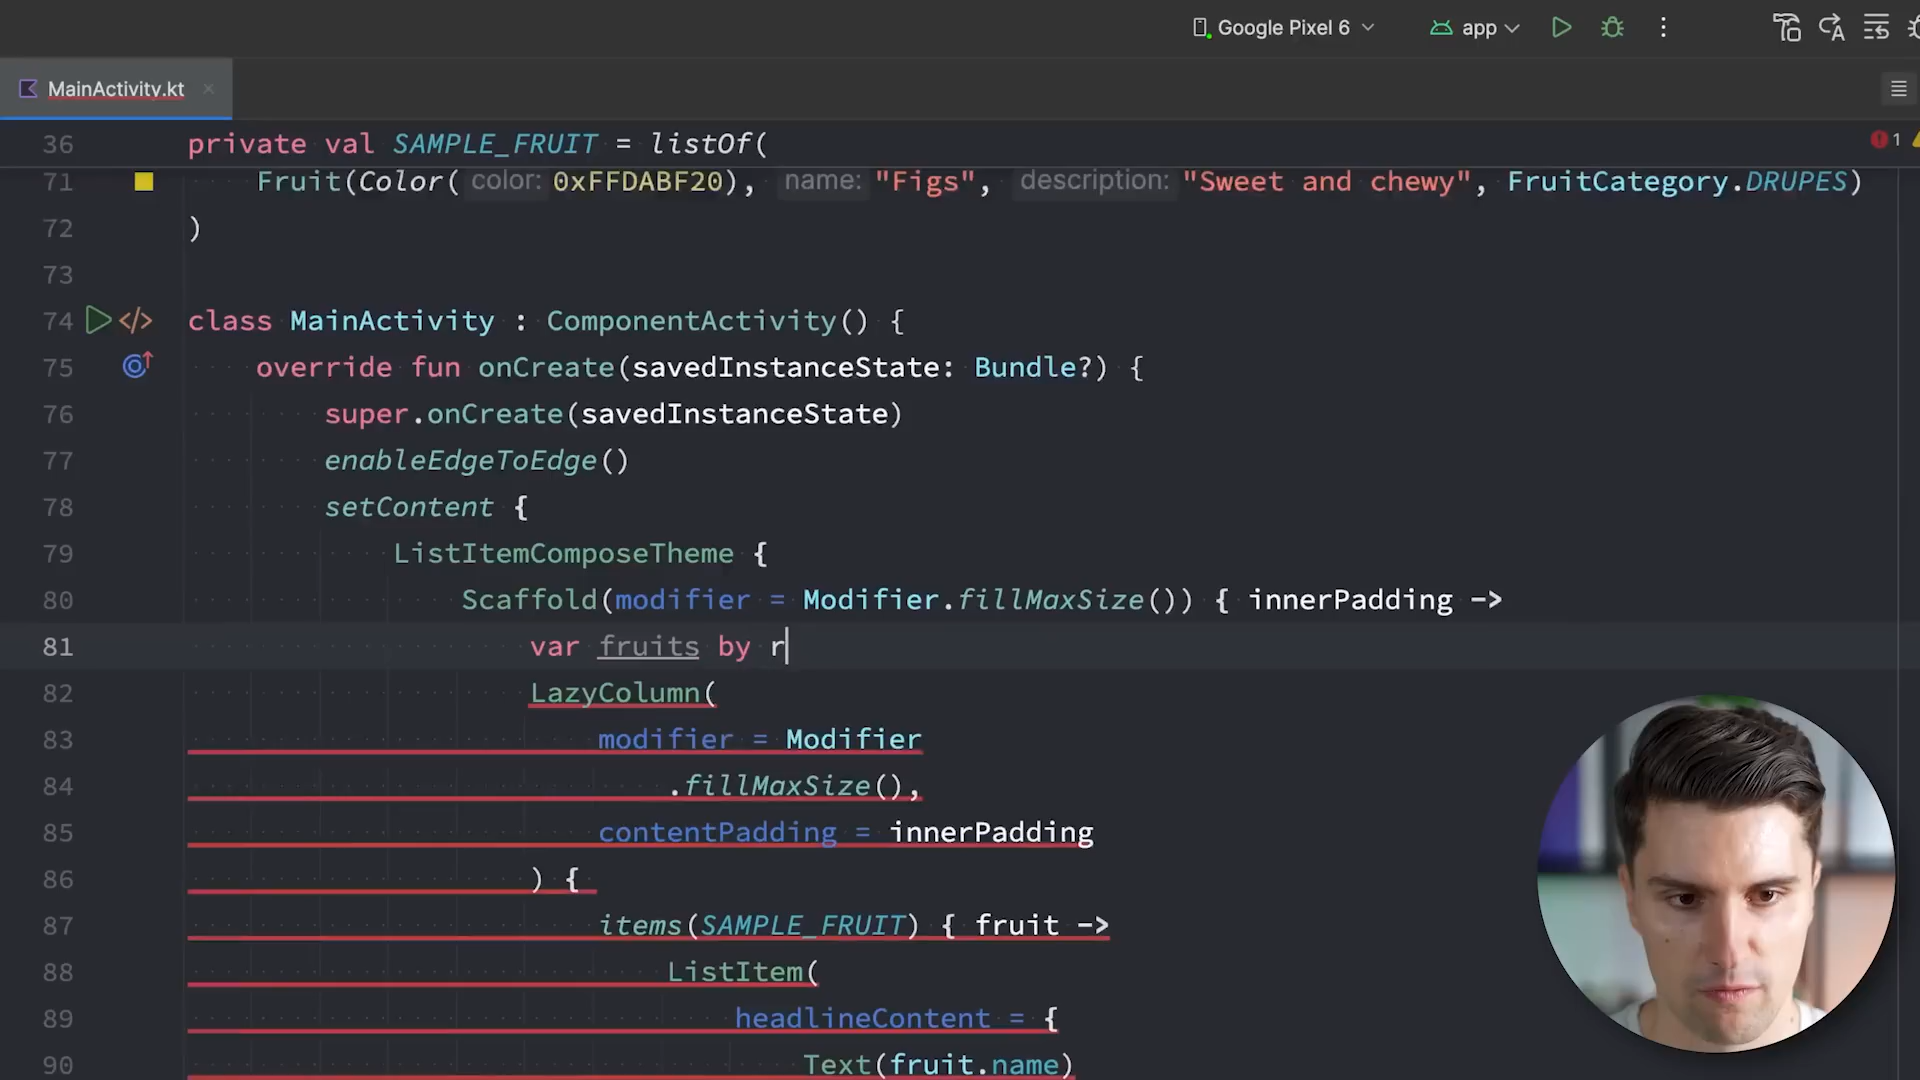 Google Pixel 6
app
MainActivity.kt
36 private val SAMPLE_FRUIT = listOf(
1
71 Fruit(Color( color: 0xFFDABF20), name: "Figs", description: "Sweet and chewy", FruitCategory.DRUPES)
72 )
73
74 class MainActivity : ComponentActivity() {
75 override fun onCreate(savedInstanceState: Bundle?) {
76 super.onCreate(savedInstanceState)
77 enableEdgeToEdge()
78 setContent {
79 ListItemComposeTheme {
80 Scaffold(modifier = Modifier.fillMaxSize()) { innerPadding ->
81 var fruits by r
82 LazyColumn(
83 modifier = Modifier
84 .fillMaxSize(),
85 contentPadding = innerPadding
86 ) {
87 items(SAMPLE_FRUIT) { fruit ->
88 ListItem(
89 headlineContent = {
90 Text(fruit.name)